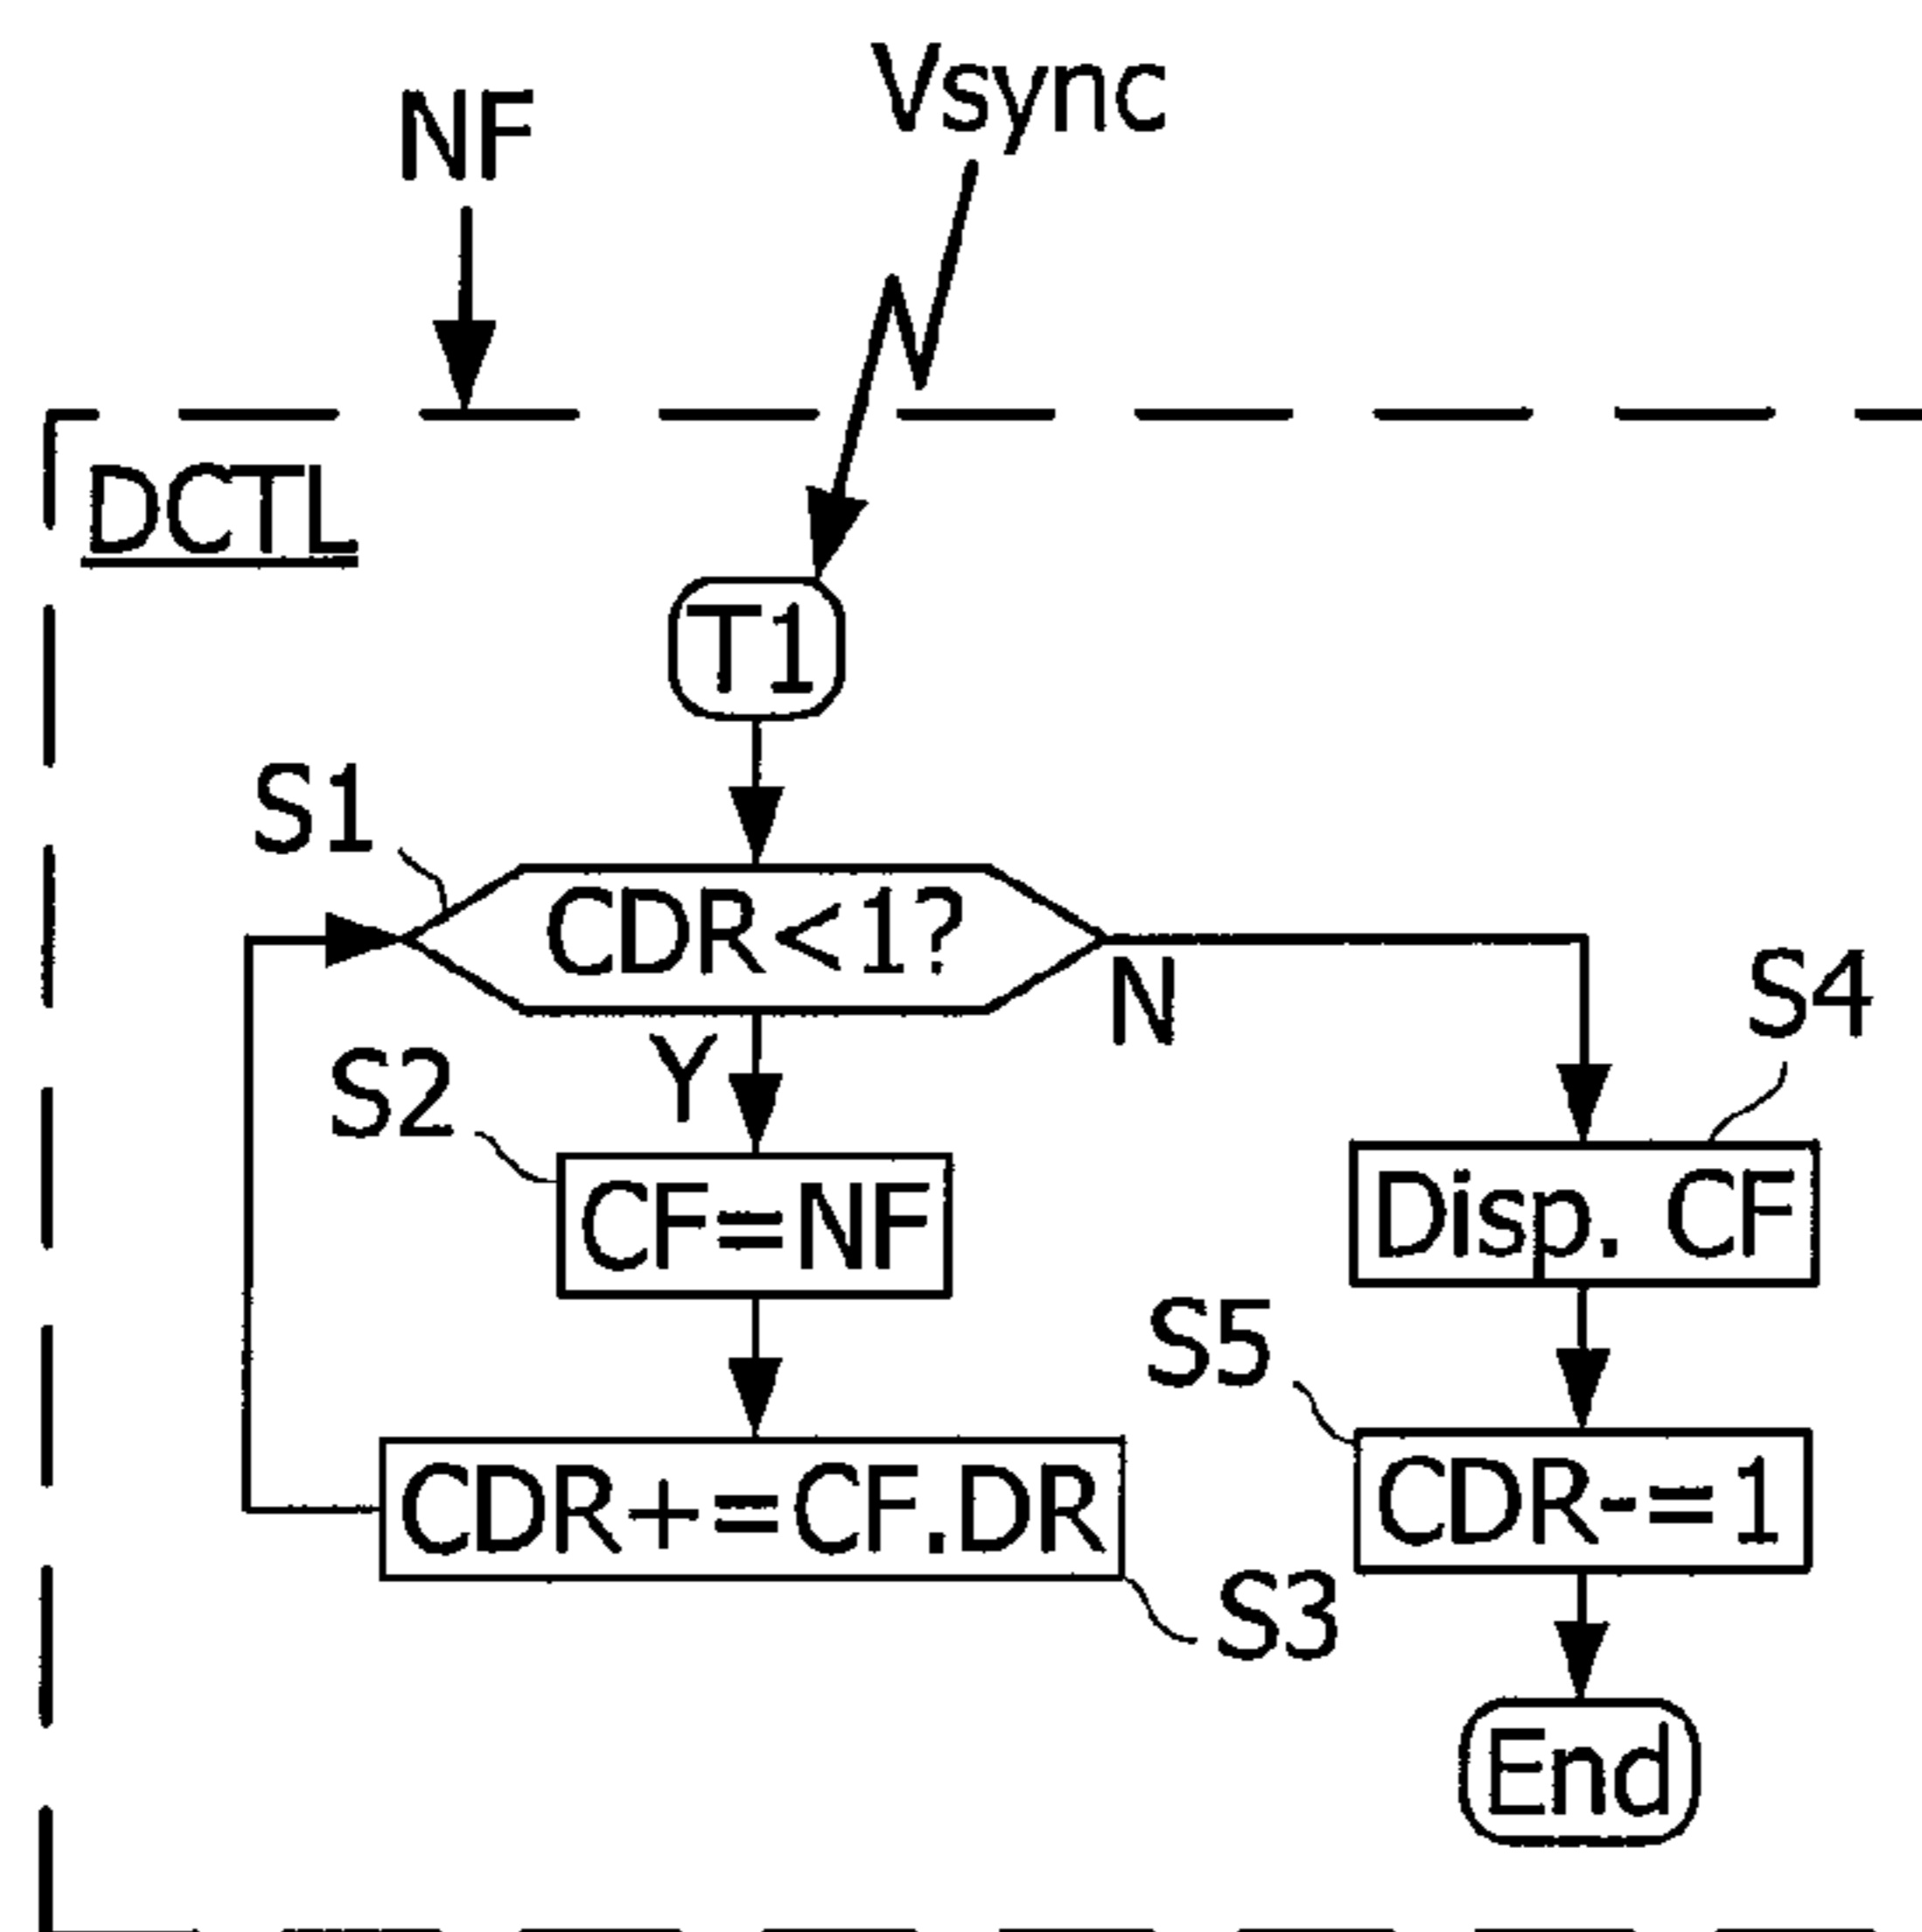 Vsync
NF
DCTL
T1
S1
CDR<1?
N
S4
Y
S2
CF=NF
Disp. CF
S5
CDR+=CF.DR
CDR-=1
S3
End